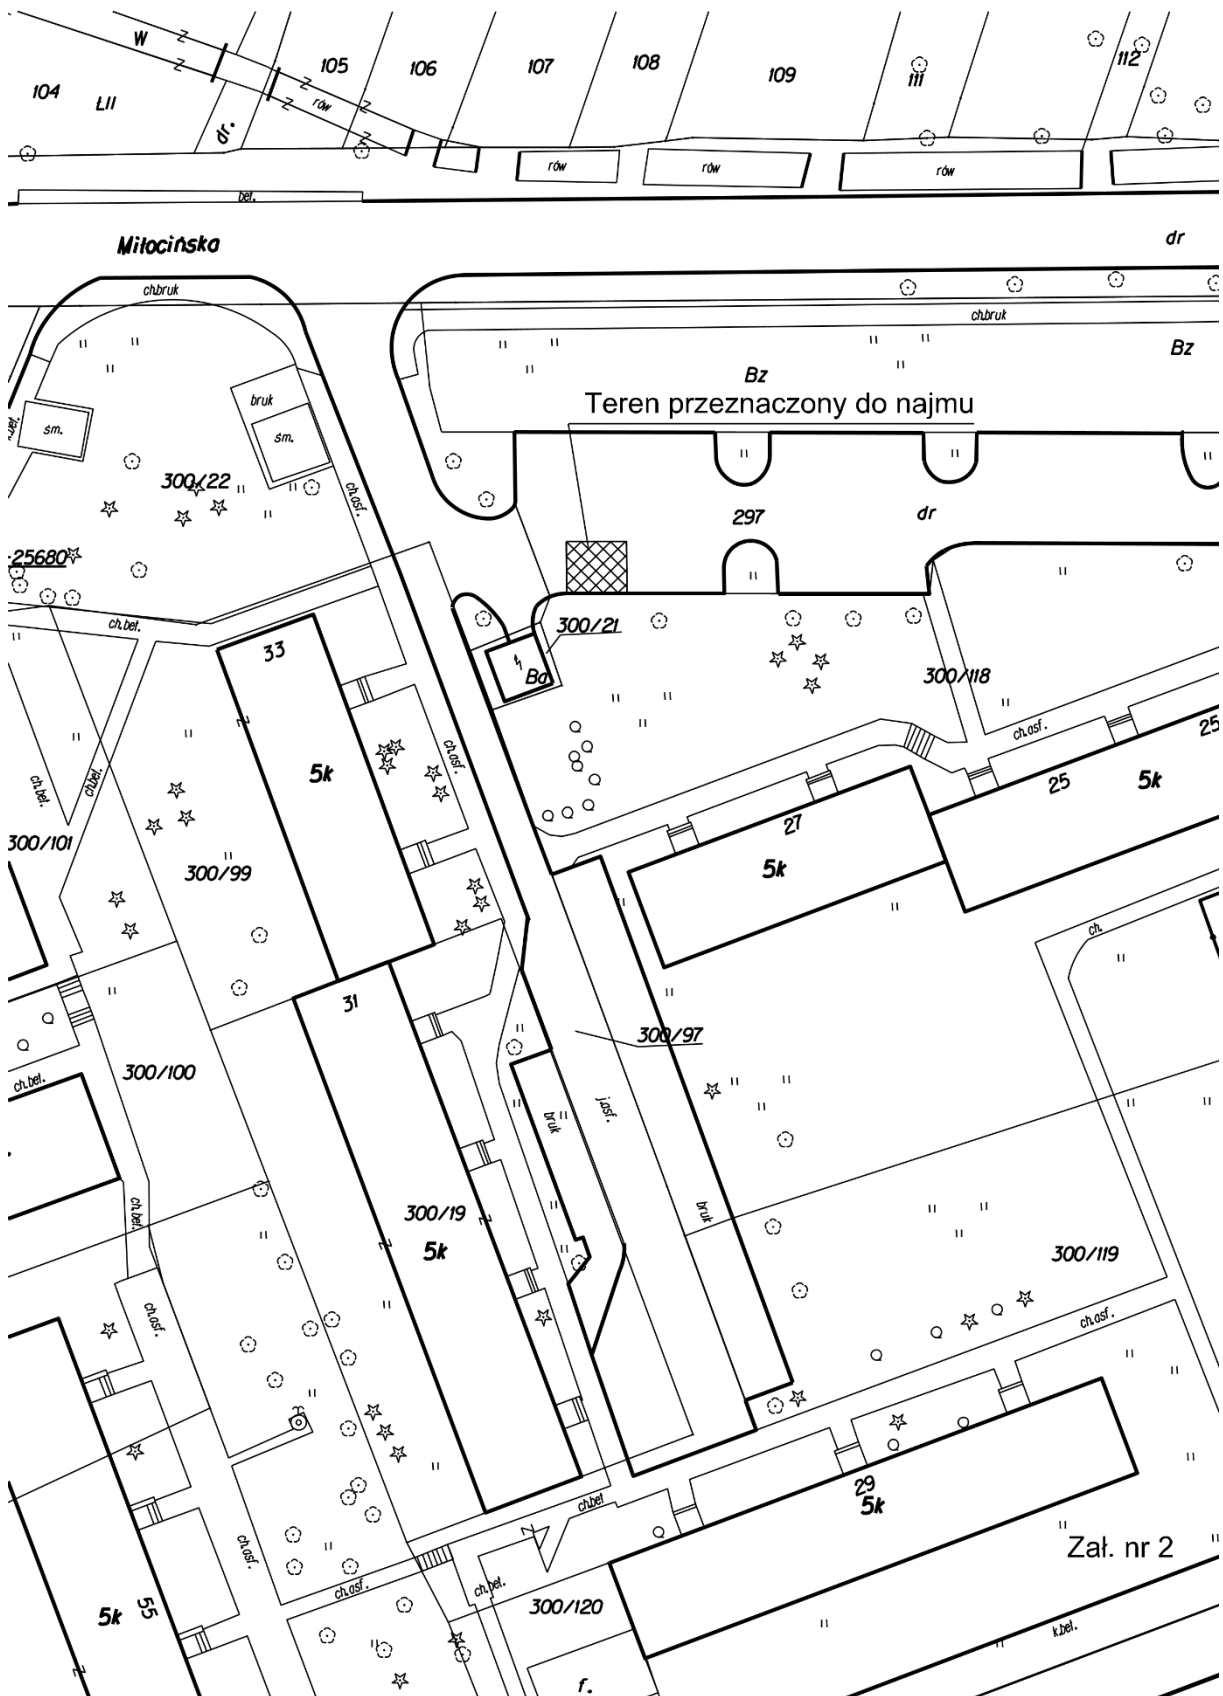 W
104
ŁII
dr.
105
106
107
108
109
111
112
rów
rów
rów
rów
bet.
Miłocińska
dr
ch.bruk
ch.bruk
Bz
Bz
Teren przeznaczony do najmu
bruk
śm.
śm.
300/22
ch.asf.
297
dr
25680
ch.bet.
33
300/21
Ba
300/118
5k
ch.asf.
ch.asf.
25
25
5k
27
5k
ch.bet.
ch.bet.
300/101
300/99
31
300/97
ch.
300/100
ch.bet.
j.asf.
bruk
bruk
ch.bet.
300/19
5k
300/119
ch.asf.
ch.asf.
29
5k
ch.bet
Zał. nr 2
ch.asf.
ch.asf.
ch.bet.
300/120
55
5k
k.bet.
f.